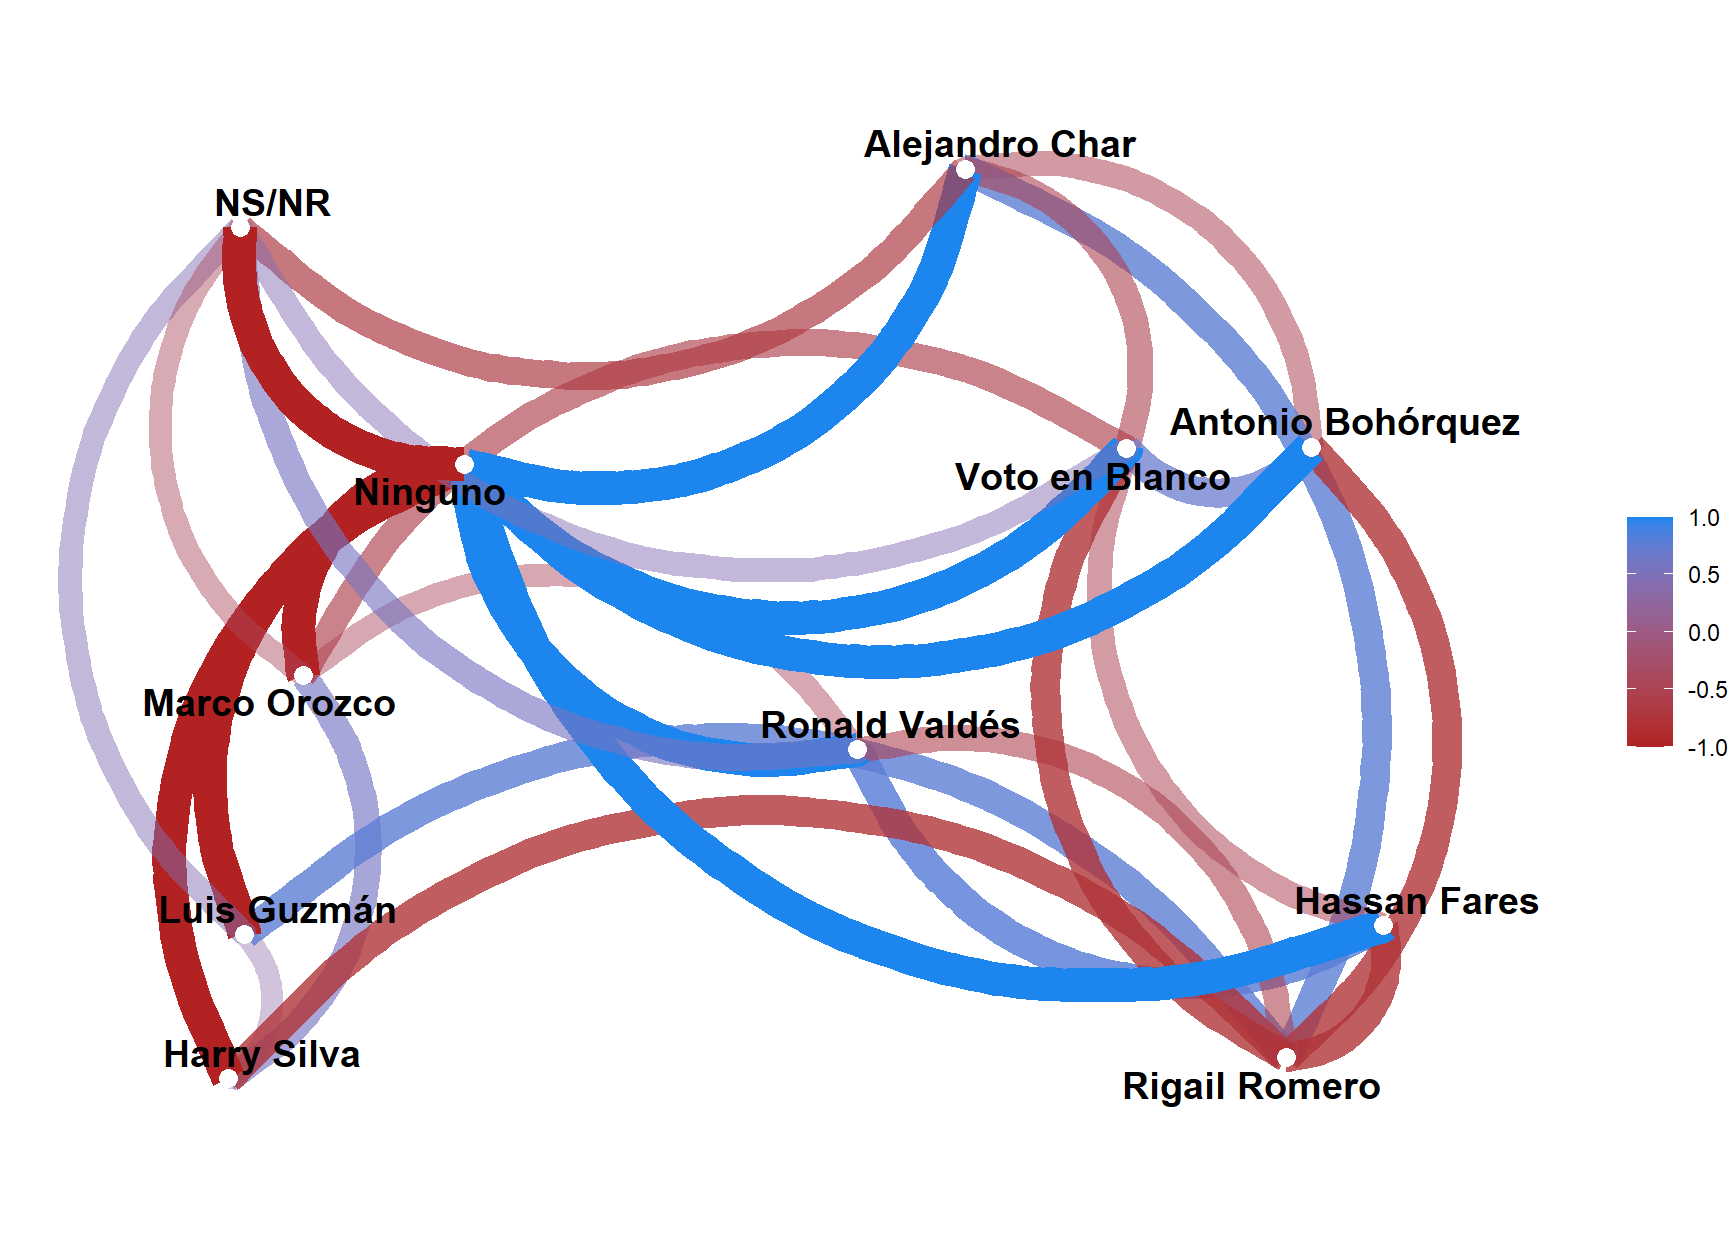 Alejandro Char
NS/NR
Antonio Bohórquez
Voto en Blanco
Ninguno
1.0
0.5
0.0
-0.5
-1.0
Marco Orozco
Ronald Valdés
Luis Guzmán
Hassan Fares
Harry Silva
Rigail Romero